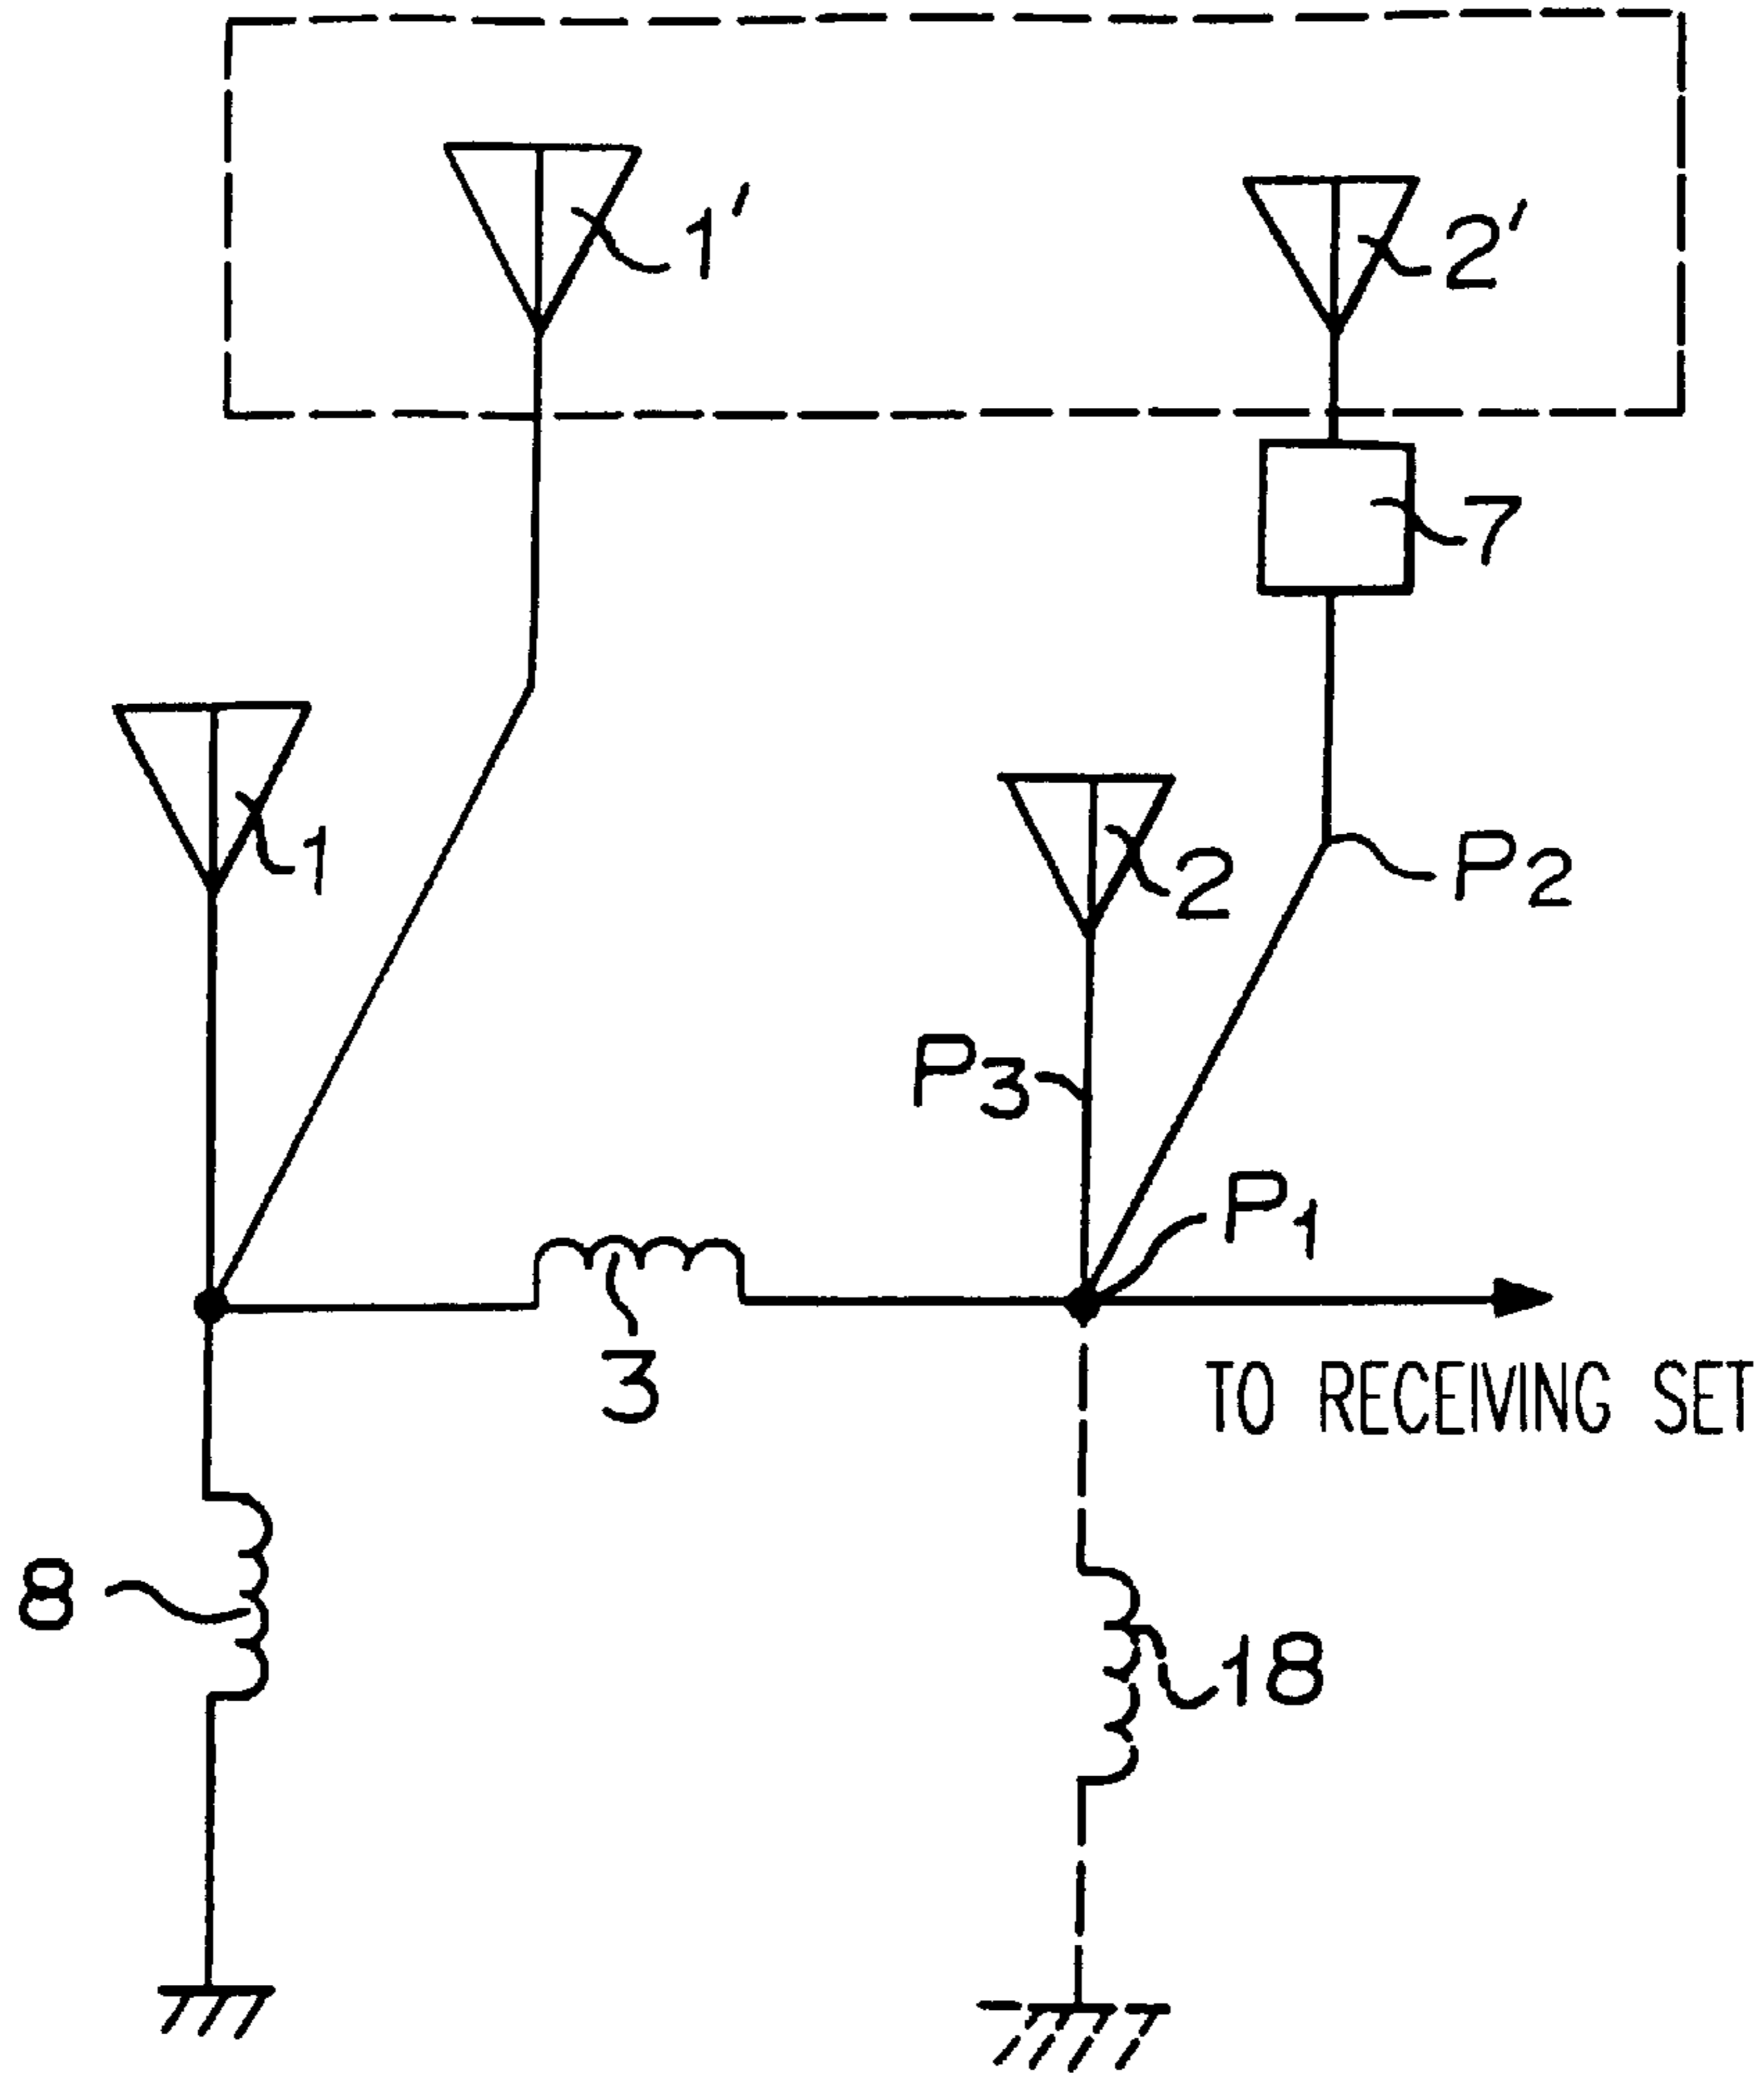 1'
2'
7
1
2
P2
P3
P1
3
TO RECEIVING SET
8
18